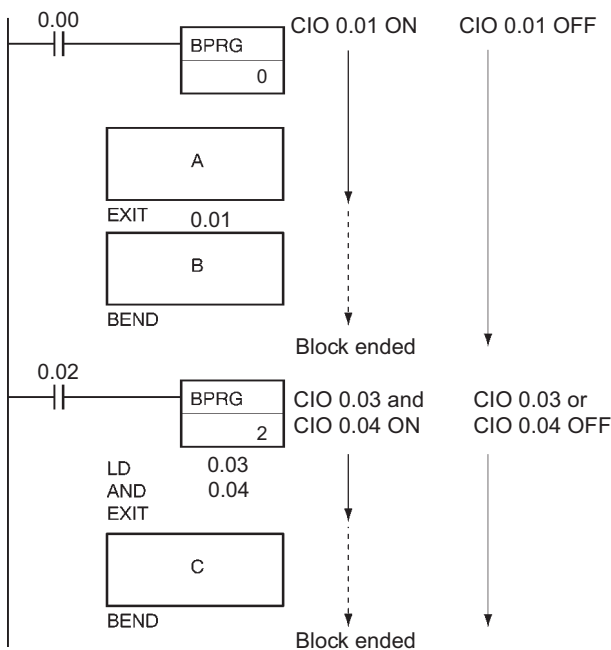 0.00
BPRG
0
CIO 0.01 ON
CIO 0.01 OFF
A
EXIT 0.01
B
BEND
Block ended
0.02
BPRG
2
CIO 0.03 and
CIO 0.04 ON
CIO 0.03 or
CIO 0.04 OFF
LD 0.03
AND 0.04
EXIT
C
BEND
Block ended